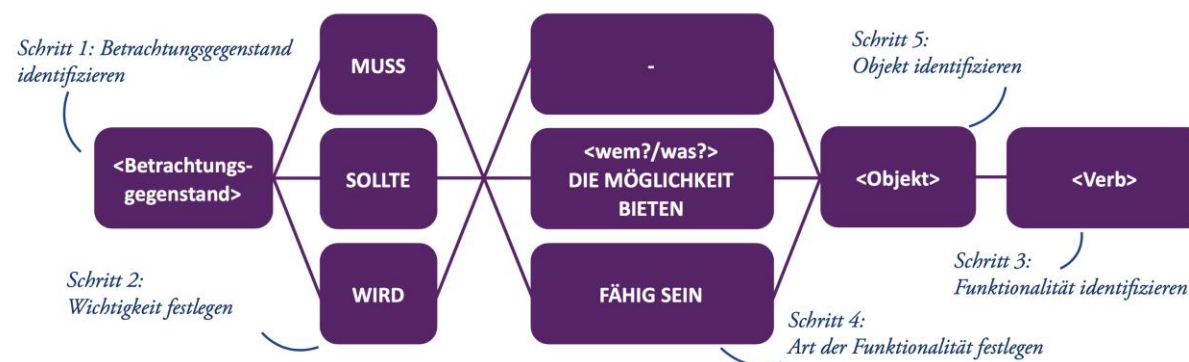 Schritt 1: Betrachtungsgegenstand
identifizieren
<Betrachtungs-
gegenstand>
MUSS
SOLLTE
WIRD
Schritt 2:
Wichtigkeit festlegen
-
<wem?/was?>
DIE MÖGLICHKEIT
BIETEN
FÄHIG SEIN
Schritt 4:
Art der Funktionalität festlegen
Schritt 5:
Objekt identifizieren
<Objekt>
<Verb>
Schritt 3:
Funktionalität identifizieren